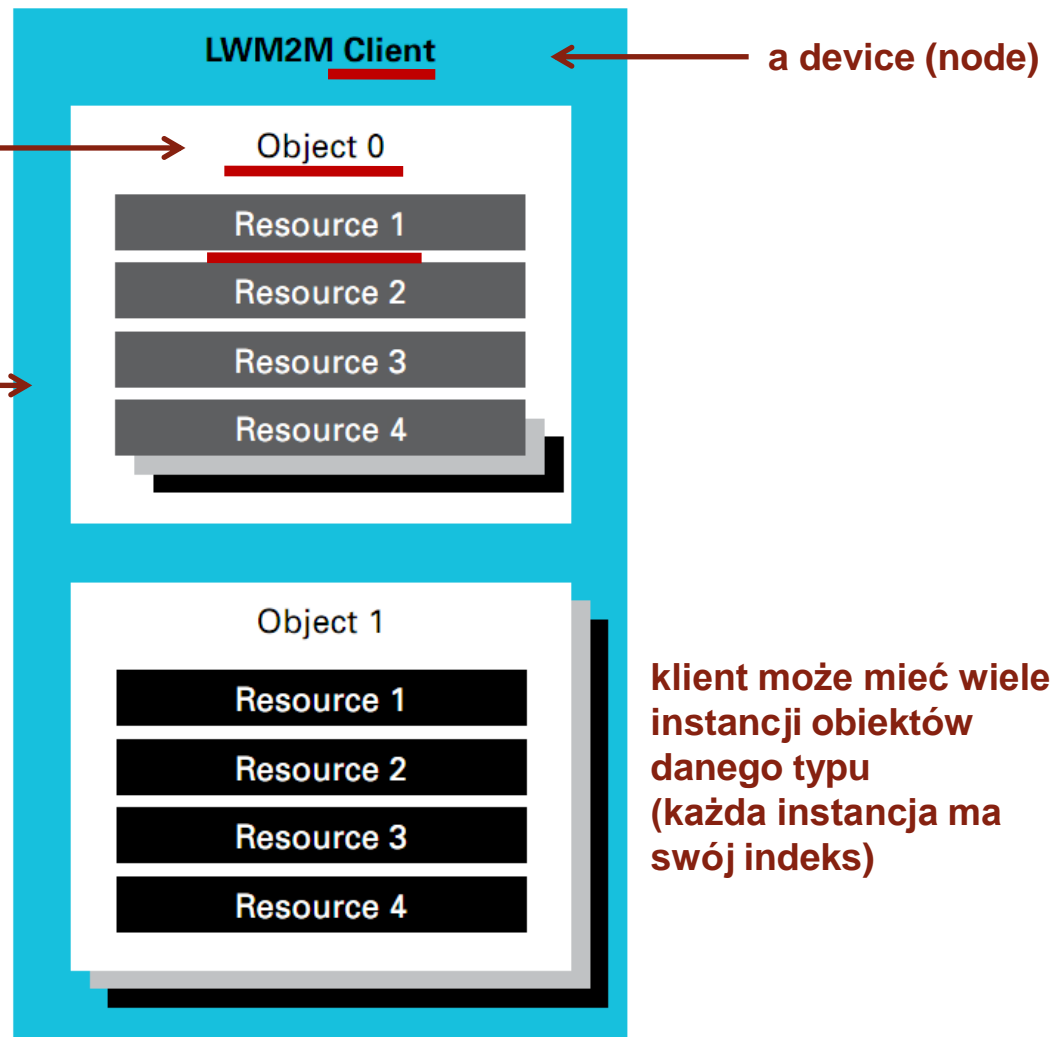 LWM2M Client
a device (node)
Object 0
Resource 1
Resource 2
Resource 3
Resource 4
Object 1
Resource 1
Resource 2
Resource 3
Resource 4
klient może mieć wiele
instancji obiektów
danego typu
(każda instancja ma
swój indeks)